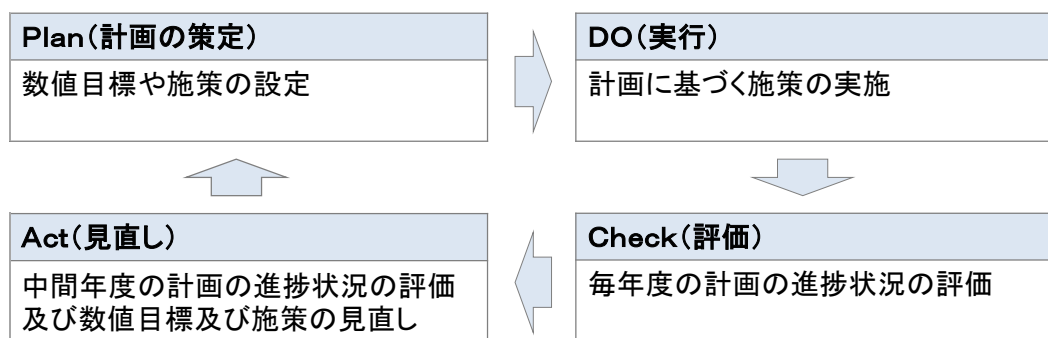 Plan(計画の策定)
数値目標や施策の設定
DO(実行)
計画に基づく施策の実施
Act(見直し)
中間年度の計画の進捗状況の評価
及び数値目標及び施策の見直し
Check(評価)
毎年度の計画の進捗状況の評価